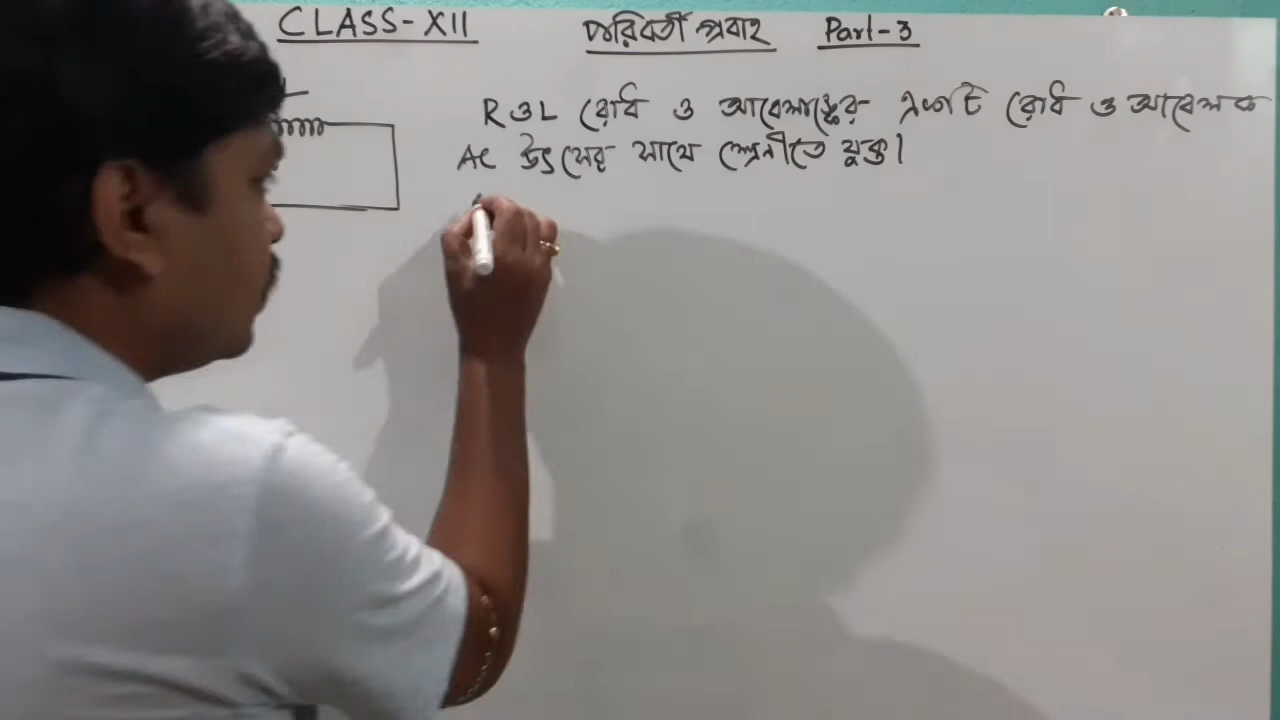 CLASS-XII পরিবর্তী প্রবাহ Part-3
L
R ও L রোধ ও আবেশাঙ্কের একটি রোধ ও আবেশক
AC উৎসের সাথে শ্রেণীতে যুক্ত।